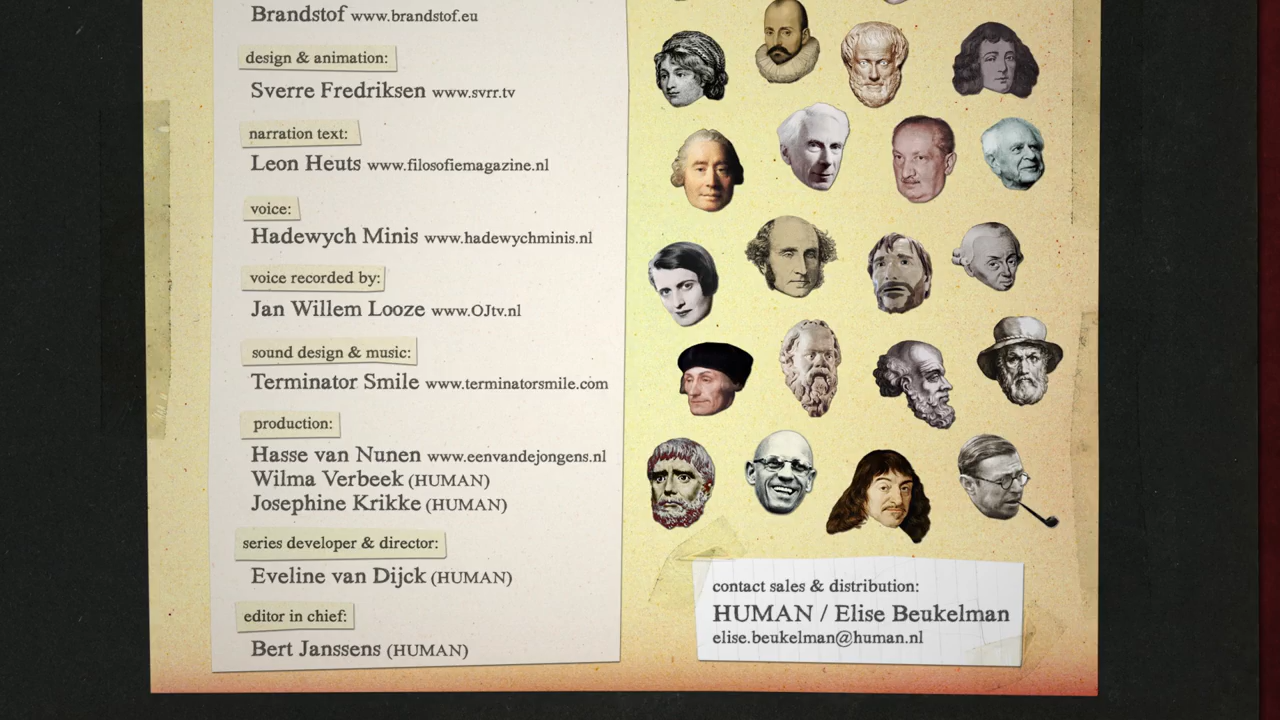 Brandstof www.brandstof.eu
design & animation:
Sverre Fredriksen www.svrr.tv
narration text:
Leon Heuts www.filosofiemagazine.nl
voice:
Hadewych Minis www.hadewychminis.nl
voice recorded by:
Jan Willem Looze www.OJtv.nl
sound design & music:
Terminator Smile www.terminatorsmile.com
production:
Hasse van Nunen www.eenvandejongens.nl
Wilma Verbeek (HUMAN)
Josephine Krikke (HUMAN)
series developer & director:
Eveline van Dijck (HUMAN)
editor in chief:
Bert Janssens (HUMAN)
contact sales & distribution:
HUMAN / Elise Beukelman
elise.beukelman@human.nl